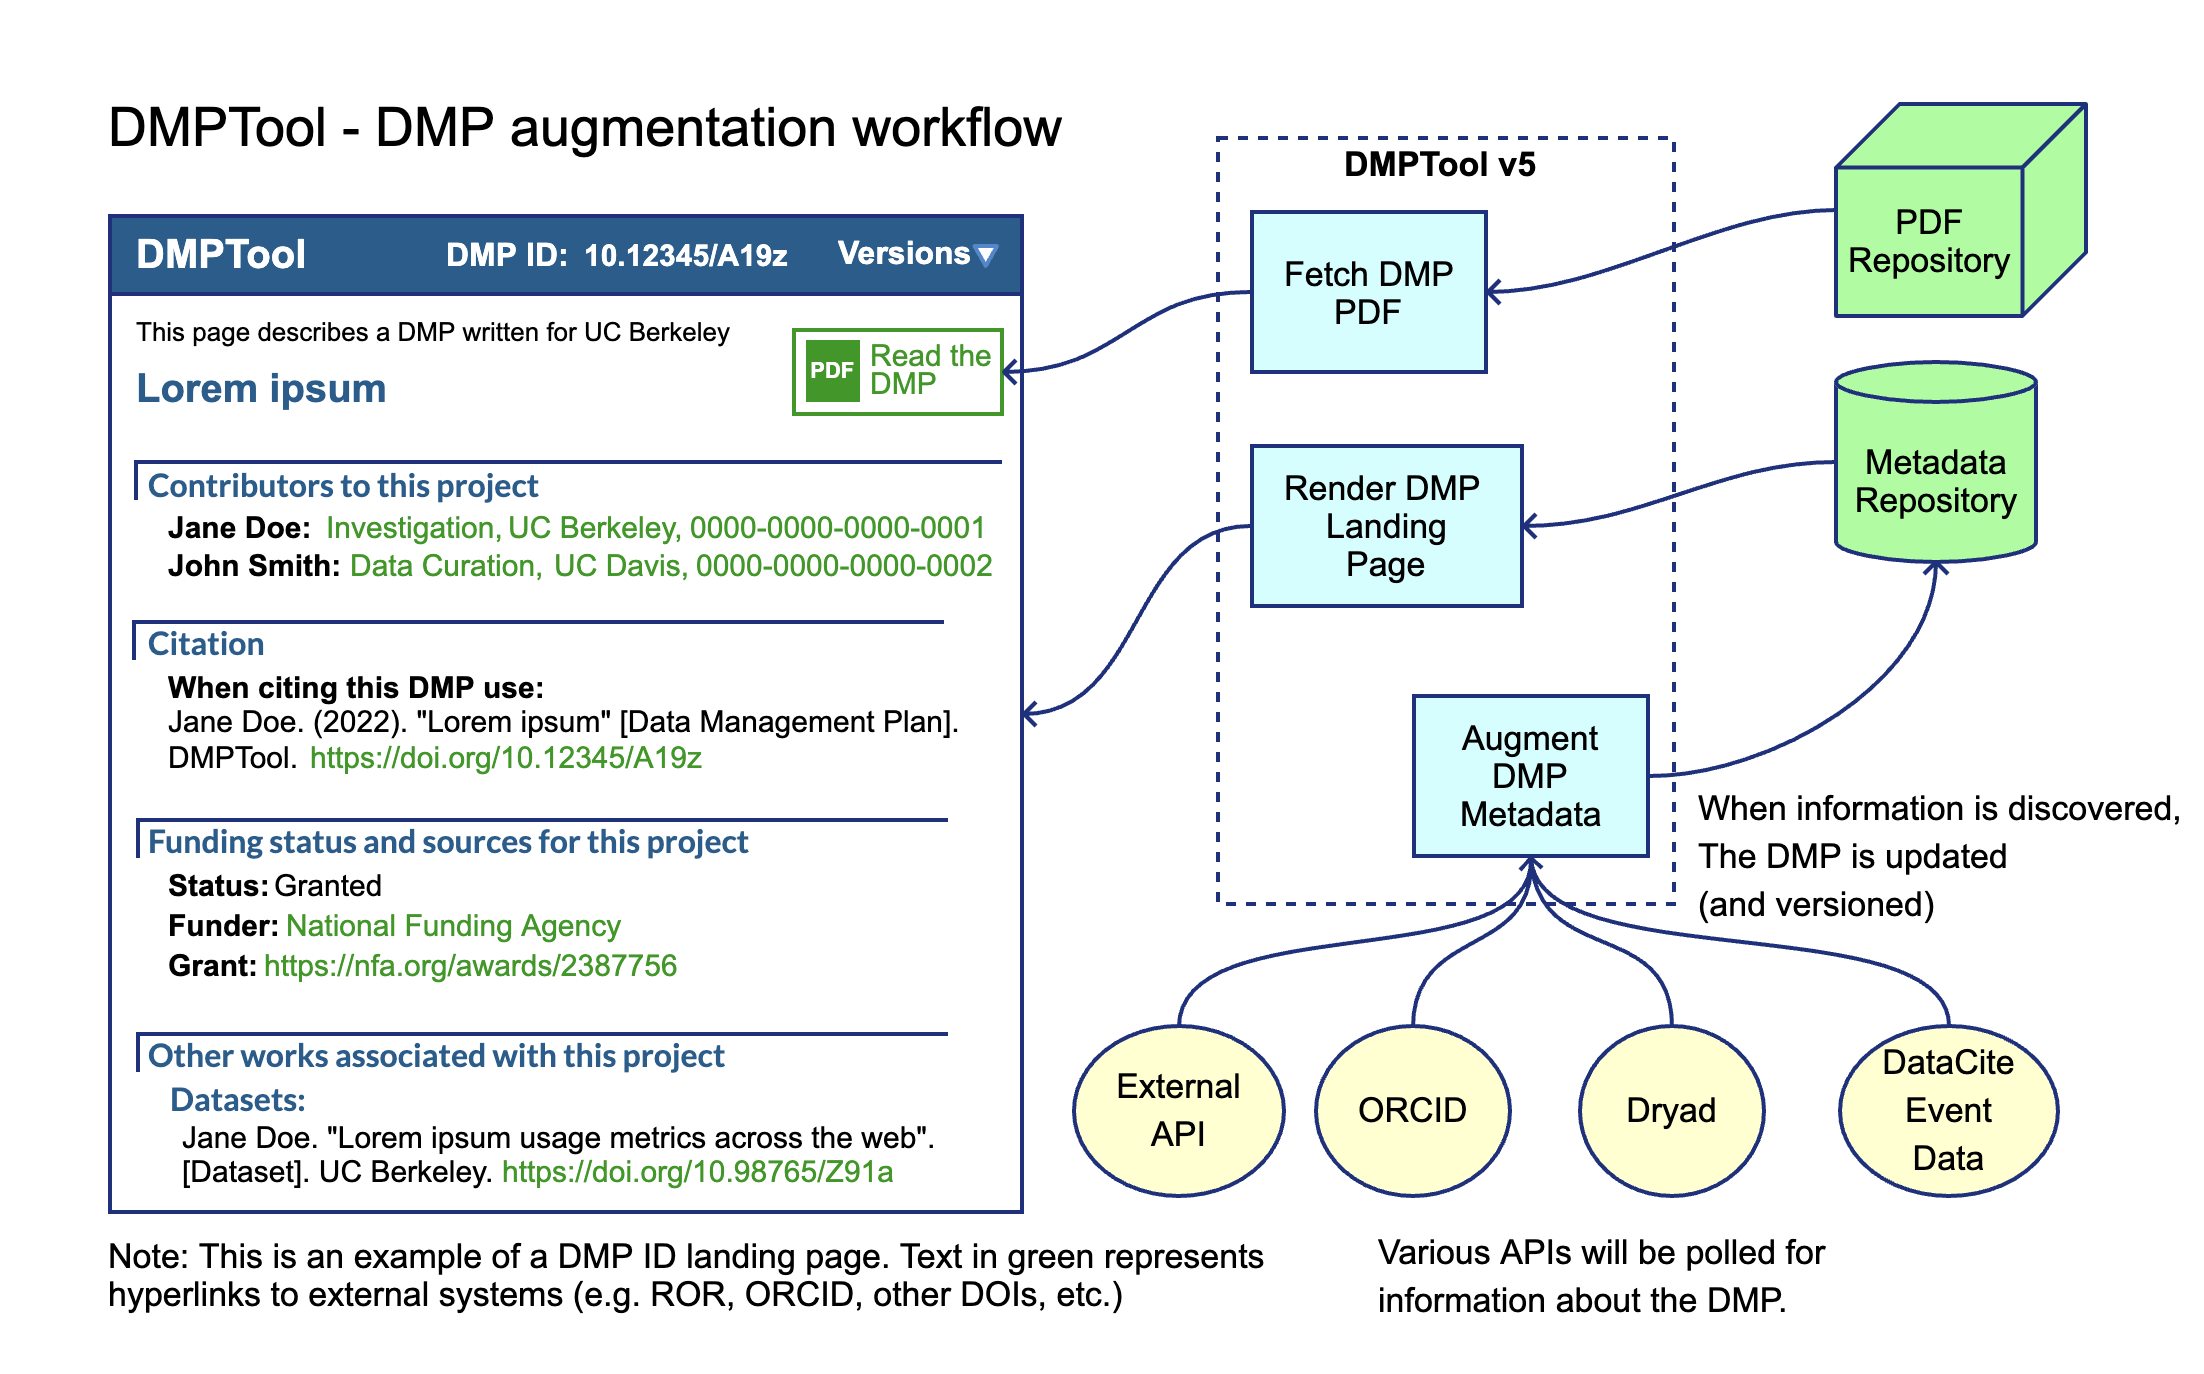 DMPTool - DMP augmentation workflow
DMPTool DMP ID: 10.12345/A19z Versions
This page describes a DMP written for UC Berkeley
Lorem ipsum
PDF
Read the
DMP
Contributors to this project
Jane Doe: Investigation, UC Berkeley, 0000-0000-0000-0001
John Smith: Data Curation, UC Davis, 0000-0000-0000-0002
Citation
When citing this DMP use:
Jane Doe. (2022). "Lorem ipsum" [Data Management Plan].
DMPTool. https://doi.org/10.12345/A19z
Funding status and sources for this project
Status: Granted
Funder: National Funding Agency
Grant: https://nfa.org/awards/2387756
Other works associated with this project
Datasets:
Jane Doe. "Lorem ipsum usage metrics across the web".
[Dataset]. UC Berkeley. https://doi.org/10.98765/Z91a
Note: This is an example of a DMP ID landing page. Text in green represents
hyperlinks to external systems (e.g. ROR, ORCID, other DOIs, etc.)
DMPTool v5
Fetch DMP
PDF
Render DMP
Landing
Page
Augment
DMP
Metadata
PDF
Repository
Metadata
Repository
When information is discovered,
The DMP is updated
(and versioned)
External
API
ORCID
Dryad
DataCite
Event
Data
Various APIs will be polled for
information about the DMP.